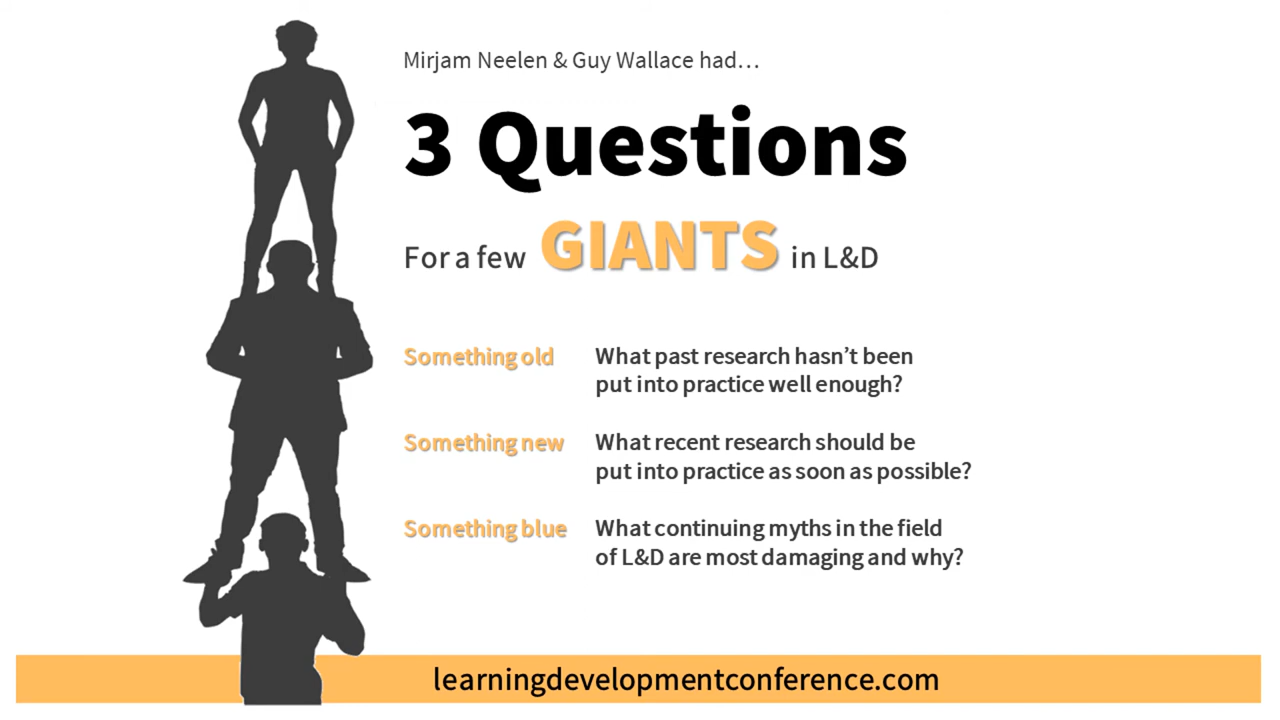 Mirjam Neelen & Guy Wallace had…
3 Questions
For a few GIANTS in L&D
Something old
What past research hasn’t been
put into practice well enough?
Something new
What recent research should be
put into practice as soon as possible?
Something blue
What continuing myths in the field
of L&D are most damaging and why?
learningdevelopmentconference.com